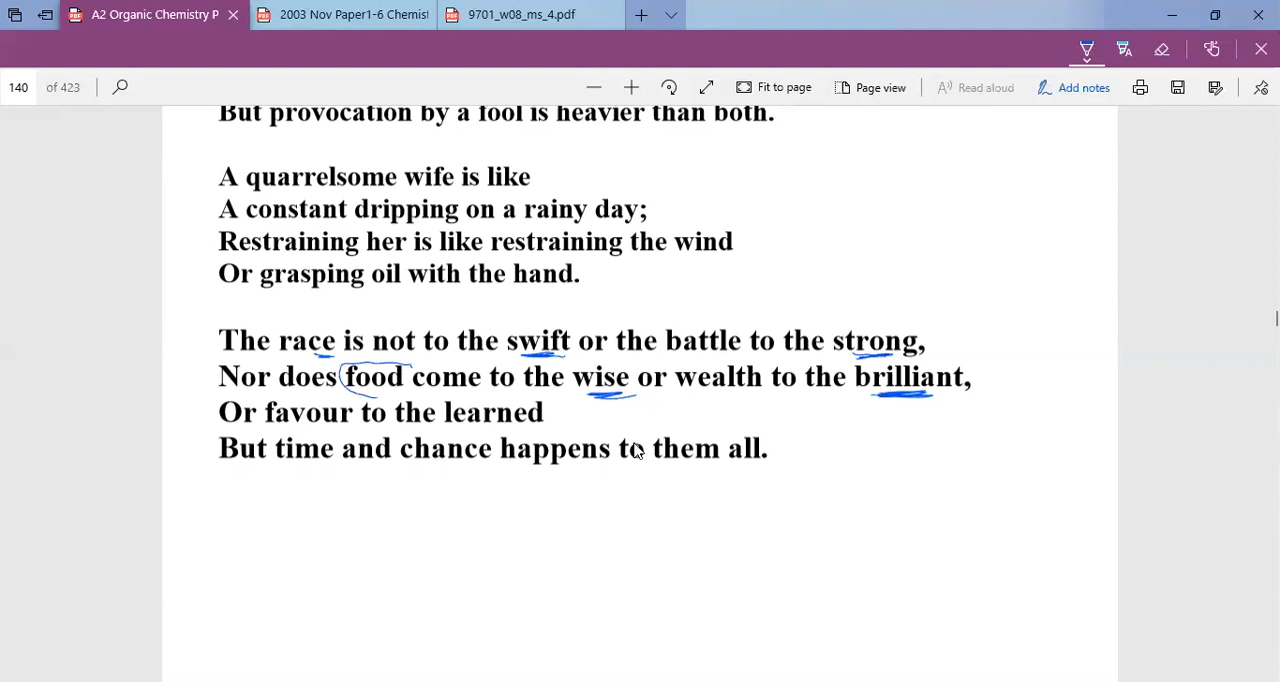 A2 Organic Chemistry P
2003 Nov Paper1-6 Chemist
9701_w08_ms_4.pdf
140 of 423
Fit to page
Page view
Read aloud
Add notes
But provocation by a fool is heavier than both.
A quarrelsome wife is like
A constant dripping on a rainy day;
Restraining her is like restraining the wind
Or grasping oil with the hand.
The race is not to the swift or the battle to the strong,
Nor does food come to the wise or wealth to the brilliant,
Or favour to the learned
But time and chance happens to them all.